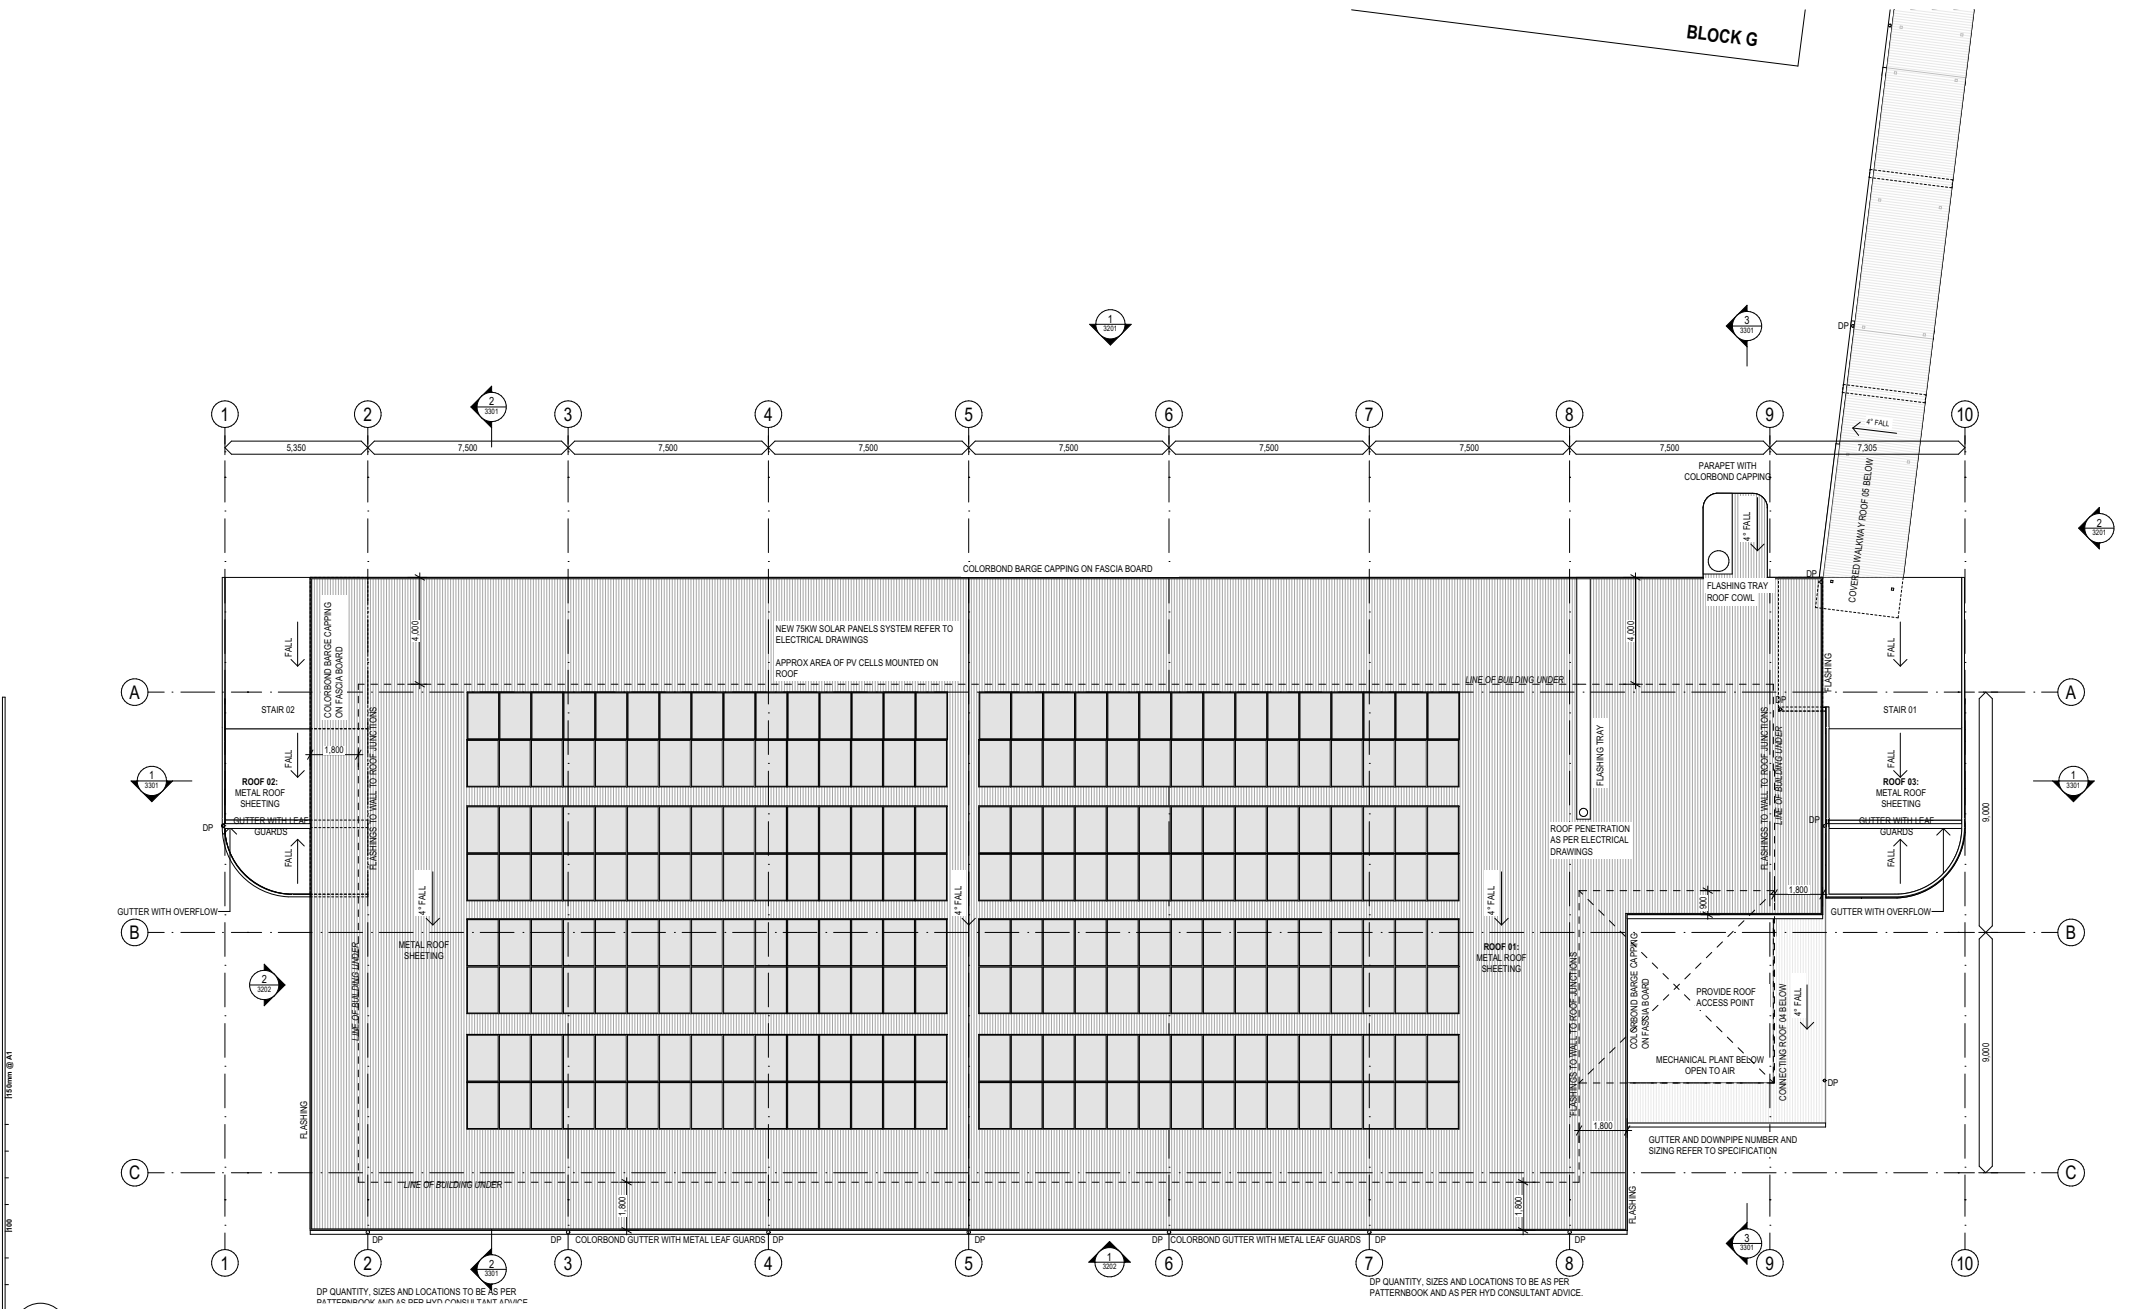 BLOCK G
1
3201
3
3301
DP
4° FALL
2
3301
1
2
3
4
5
6
7
8
9
10
5,350
7,500
7,500
7,500
7,500
7,500
7,500
7,500
7,305
PARAPET WITH
COLORBOND CAPPING
4° FALL
COVERED WALKWAY ROOF 05 BELOW
2
3201
COLORBOND BARGE CAPPING ON FASCIA BOARD
DP
FLASHING TRAY
ROOF COWL
COLORBOND BARGE CAPPING
ON FASCIA BOARD
FALL
4,000
NEW 75KW SOLAR PANELS SYSTEM REFER TO
ELECTRICAL DRAWINGS
APPROX AREA OF PV CELLS MOUNTED ON
ROOF
4,000
FALL
FLASHING
LINE OF BUILDING UNDER
A
A
STAIR 02
DP
STAIR 01
FLASHINGS TO WALL TO ROOF JUNCTIONS
1,800
FALL
FLASHING TRAY
FLASHINGS TO WALL TO ROOF JUNCTIONS
LINE OF BUILDING UNDER
FALL
1
3301
ROOF 02:
METAL ROOF
SHEETING
ROOF 03:
METAL ROOF
SHEETING
1
3301
9,000
DP
GUTTER WITH LEAF
GUARDS
DP
GUTTER WITH LEAF
GUARDS
ROOF PENETRATION
AS PER ELECTRICAL
DRAWINGS
FALL
FALL
4° FALL
4° FALL
4° FALL
900
1,800
GUTTER WITH OVERFLOW
GUTTER WITH OVERFLOW
B
B
METAL ROOF
SHEETING
ROOF 01:
METAL ROOF
SHEETING
LINE OF BUILDING UNDER
2
3202
FLASHINGS TO WALL TO ROOF JUNCTIONS
COLORBOND BARGE CAPPING
ON FASCIA BOARD
PROVIDE ROOF
ACCESS POINT
4° FALL
CONNECTING ROOF 04 BELOW
MECHANICAL PLANT BELOW
OPEN TO AIR
9,000
DP
150mm @ A1
FLASHING
1,800
GUTTER AND DOWNPIPE NUMBER AND
SIZING REFER TO SPECIFICATION
C
C
LINE OF BUILDING UNDER
1,800
1,800
FLASHING
100
DP
DP
COLORBOND GUTTER WITH METAL LEAF GUARDS
DP
DP
COLORBOND GUTTER WITH METAL LEAF GUARDS
DP
DP
1
2
2
3301
3
4
5
1
3202
6
7
8
3
3301
9
10
DP QUANTITY, SIZES AND LOCATIONS TO BE AS PER
PATTERNBOOK AND AS PER HYD CONSULTANT ADVICE.
DP QUANTITY, SIZES AND LOCATIONS TO BE AS PER
PATTERNBOOK AND AS PER HYD CONSULTANT ADVICE.